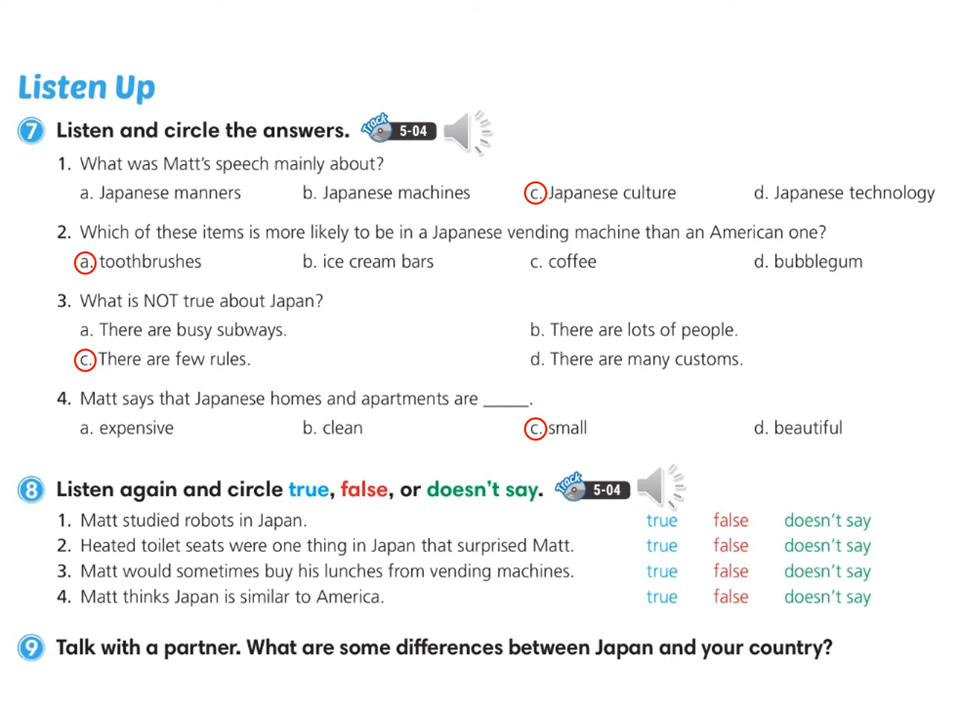 Listen Up
7 Listen and circle the answers. Track 5-04
1. What was Matt's speech mainly about?
a. Japanese manners b. Japanese machines c. Japanese culture d. Japanese technology
2. Which of these items is more likely to be in a Japanese vending machine than an American one?
a. toothbrushes b. ice cream bars c. coffee d. bubblegum
3. What is NOT true about Japan?
a. There are busy subways. b. There are lots of people.
c. There are few rules. d. There are many customs.
4. Matt says that Japanese homes and apartments are _____.
a. expensive b. clean c. small d. beautiful
8 Listen again and circle true, false, or doesn't say. Track 5-04
1. Matt studied robots in Japan. true false doesn't say
2. Heated toilet seats were one thing in Japan that surprised Matt. true false doesn't say
3. Matt would sometimes buy his lunches from vending machines. true false doesn't say
4. Matt thinks Japan is similar to America. true false doesn't say
9 Talk with a partner. What are some differences between Japan and your country?